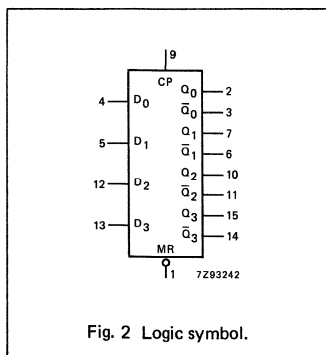 9
CP
4 D0 Q0 2
Q̅0 3
5 D1 Q1 7
Q̅1 6
12 D2 Q2 10
Q̅2 11
13 D3 Q3 15
Q̅3 14
MR
1 7Z93242
Fig. 2 Logic symbol.